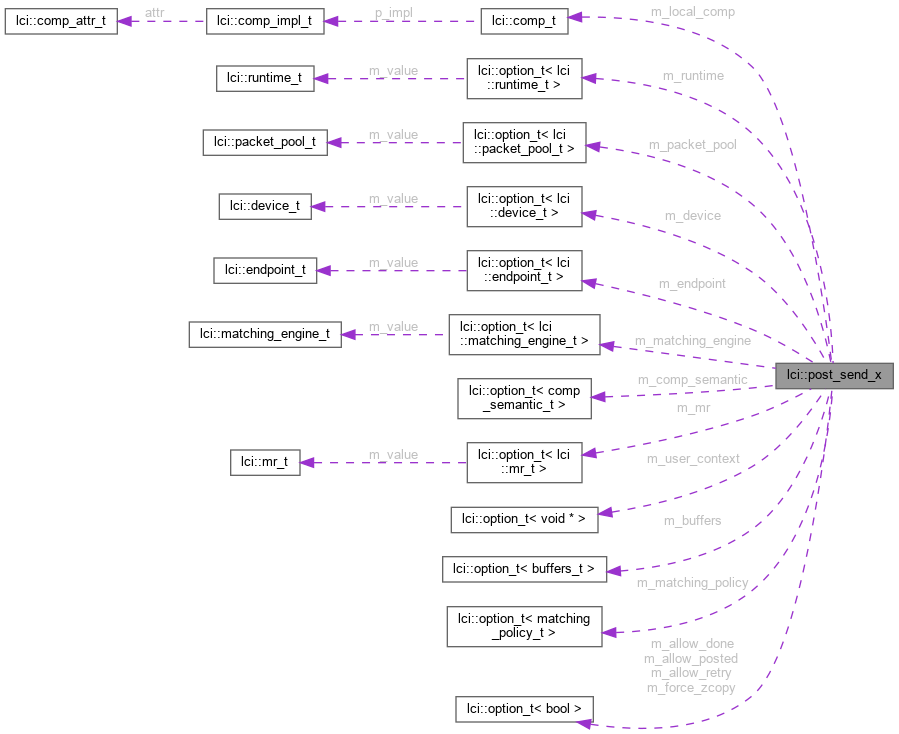 lci::comp_attr_t
attr
lci::comp_impl_t
p_impl
lci::comp_t
m_local_comp
lci::runtime_t
m_value
lci::option_t< lci
::runtime_t >
m_runtime
lci::packet_pool_t
m_value
lci::option_t< lci
::packet_pool_t >
m_packet_pool
lci::device_t
m_value
lci::option_t< lci
::device_t >
m_device
lci::endpoint_t
m_value
lci::option_t< lci
::endpoint_t >
m_endpoint
lci::matching_engine_t
m_value
lci::option_t< lci
::matching_engine_t >
m_matching_engine
lci::post_send_x
lci::option_t< comp
_semantic_t >
m_comp_semantic
lci::mr_t
m_value
lci::option_t< lci
::mr_t >
m_mr
lci::option_t< void * >
m_user_context
lci::option_t< buffers_t >
m_buffers
lci::option_t< matching
_policy_t >
m_matching_policy
lci::option_t< bool >
m_allow_done
m_allow_posted
m_allow_retry
m_force_zcopy